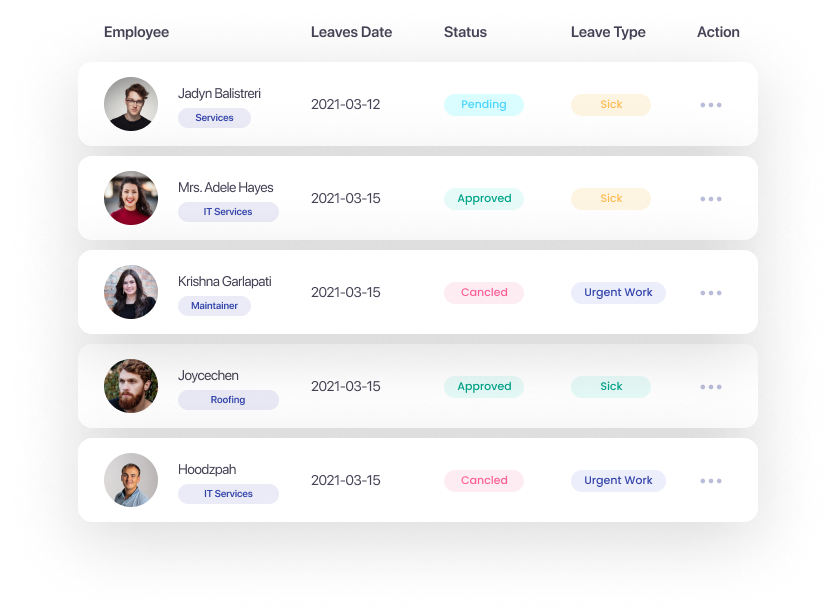 Employee Leaves Date Status Leave Type Action
Jadyn Balistreri
Services
2021-03-12 Pending Sick
Mrs. Adele Hayes
IT Services
2021-03-15 Approved Sick
Krishna Garlapati
Maintainer
2021-03-15 Cancled Urgent Work
Joycechen
Roofing
2021-03-15 Approved Sick
Hoodzpah
IT Services
2021-03-15 Cancled Urgent Work